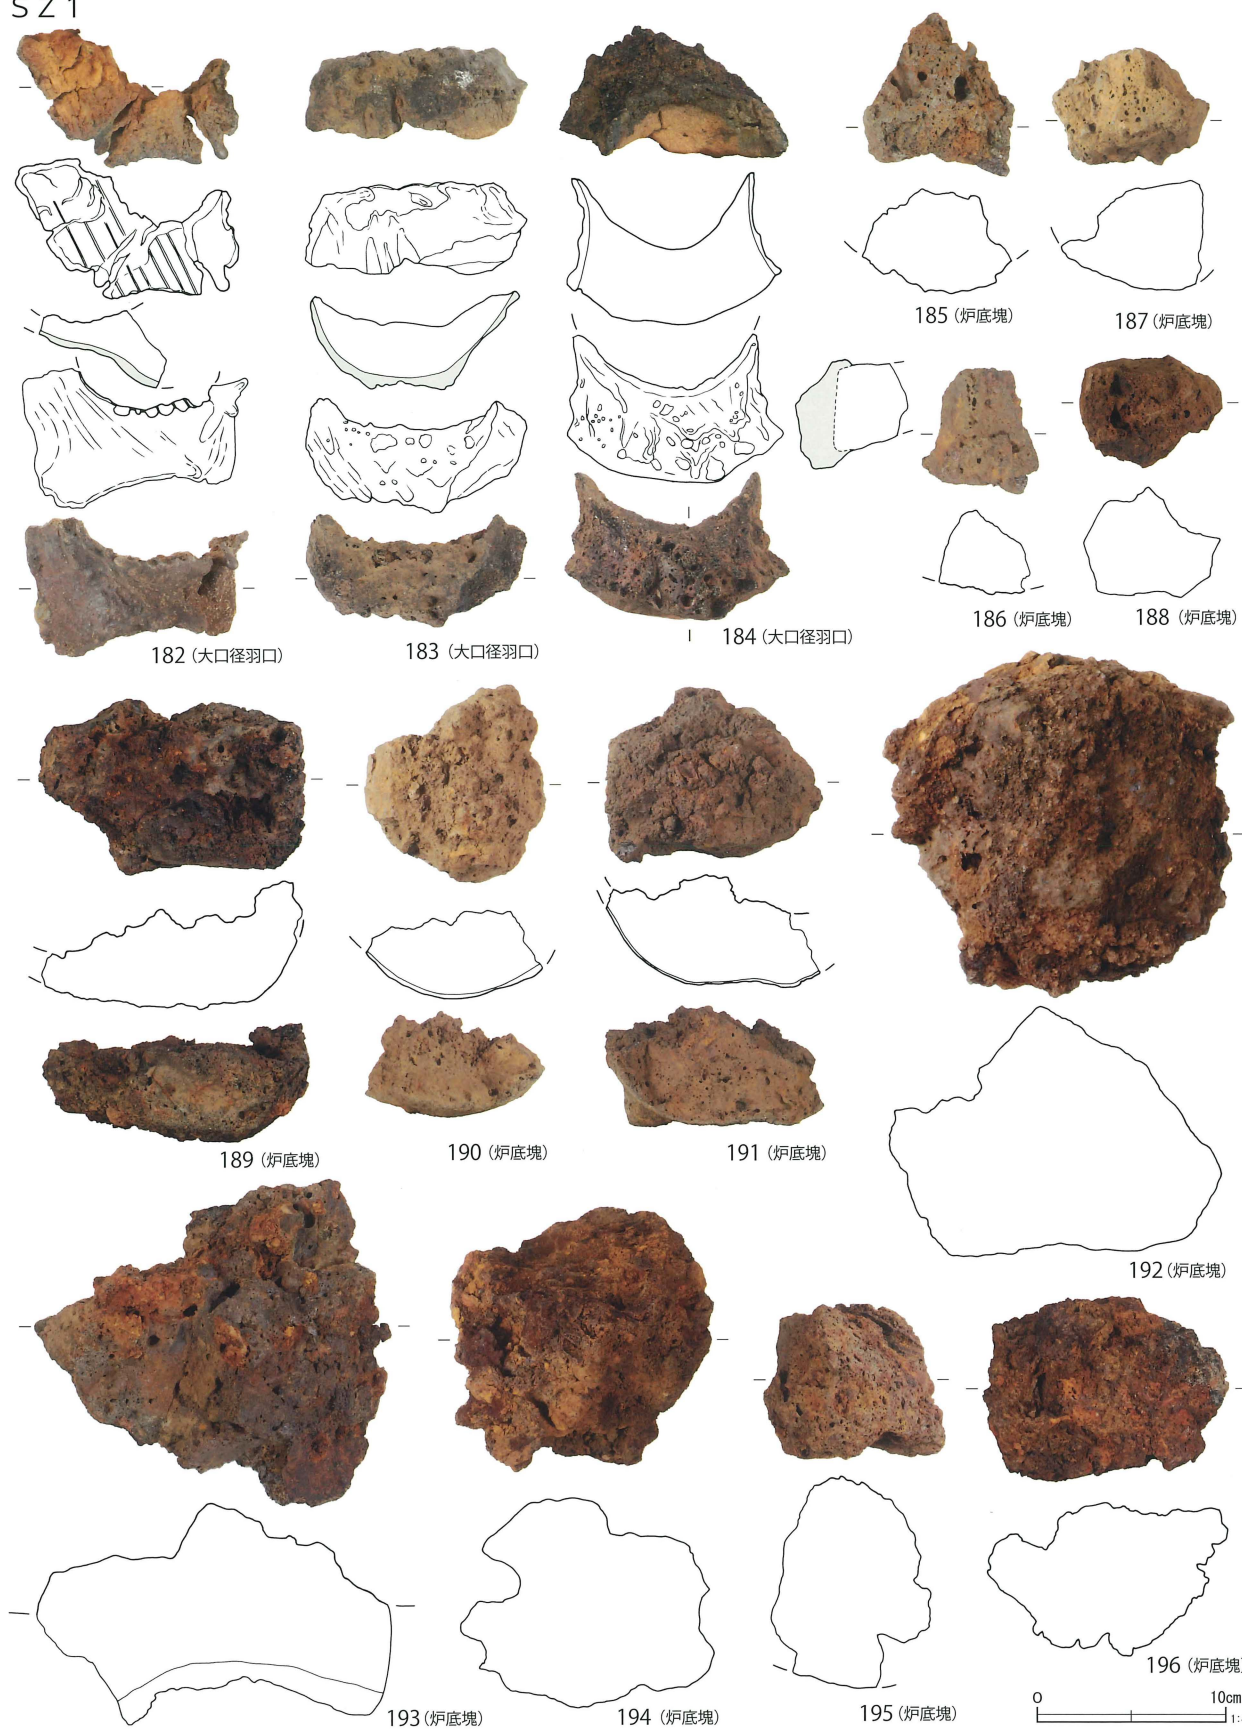 SZ1
185 (炉底塊)
187 (炉底塊)
186 (炉底塊)
188 (炉底塊)
182 (大口径羽口)
183 (大口径羽口)
184 (大口径羽口)
189 (炉底塊)
190 (炉底塊)
191 (炉底塊)
192 (炉底塊)
193 (炉底塊)
194 (炉底塊)
195 (炉底塊)
196 (炉底塊
0 10cm
1: